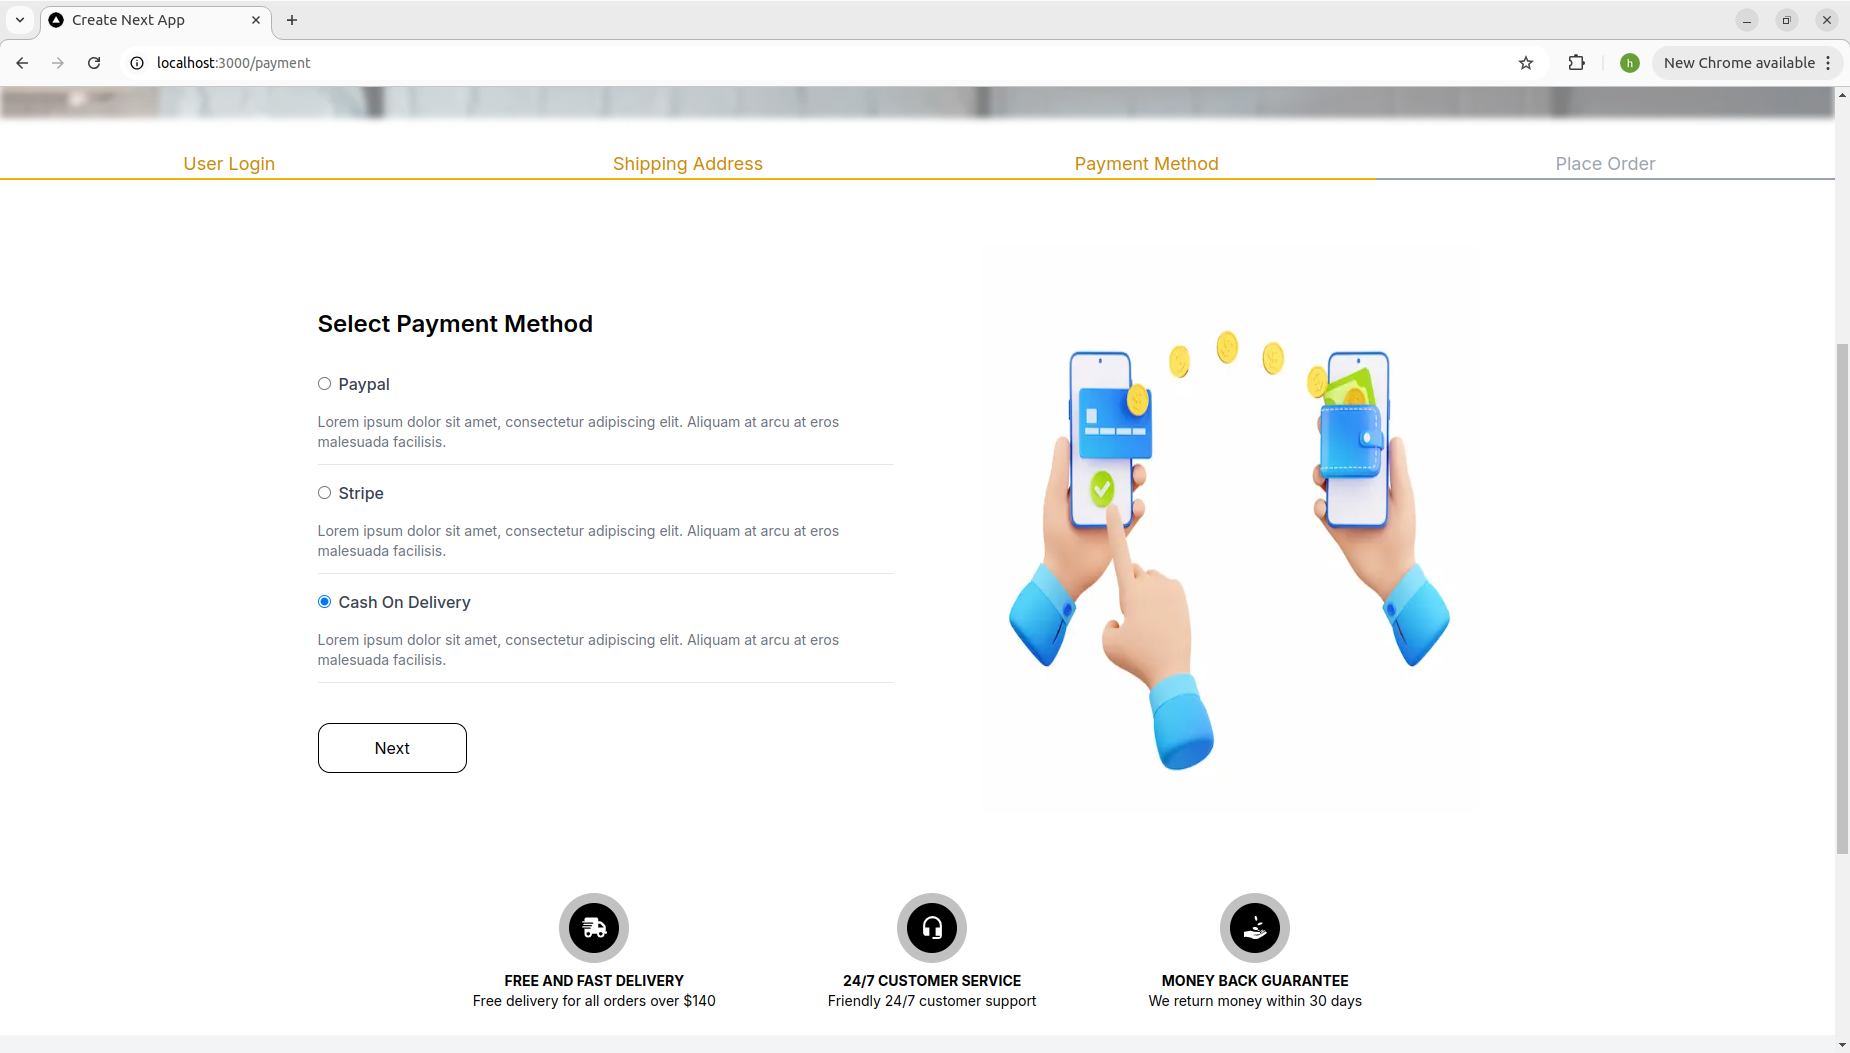 Create Next App
localhost:3000/payment
h
New Chrome available
User Login
Shipping Address
Payment Method
Place Order
Select Payment Method
Paypal
Lorem ipsum dolor sit amet, consectetur adipiscing elit. Aliquam at arcu at eros
malesuada facilisis.
Stripe
Lorem ipsum dolor sit amet, consectetur adipiscing elit. Aliquam at arcu at eros
malesuada facilisis.
Cash On Delivery
Lorem ipsum dolor sit amet, consectetur adipiscing elit. Aliquam at arcu at eros
malesuada facilisis.
Next
FREE AND FAST DELIVERY
Free delivery for all orders over $140
24/7 CUSTOMER SERVICE
Friendly 24/7 customer support
MONEY BACK GUARANTEE
We return money within 30 days